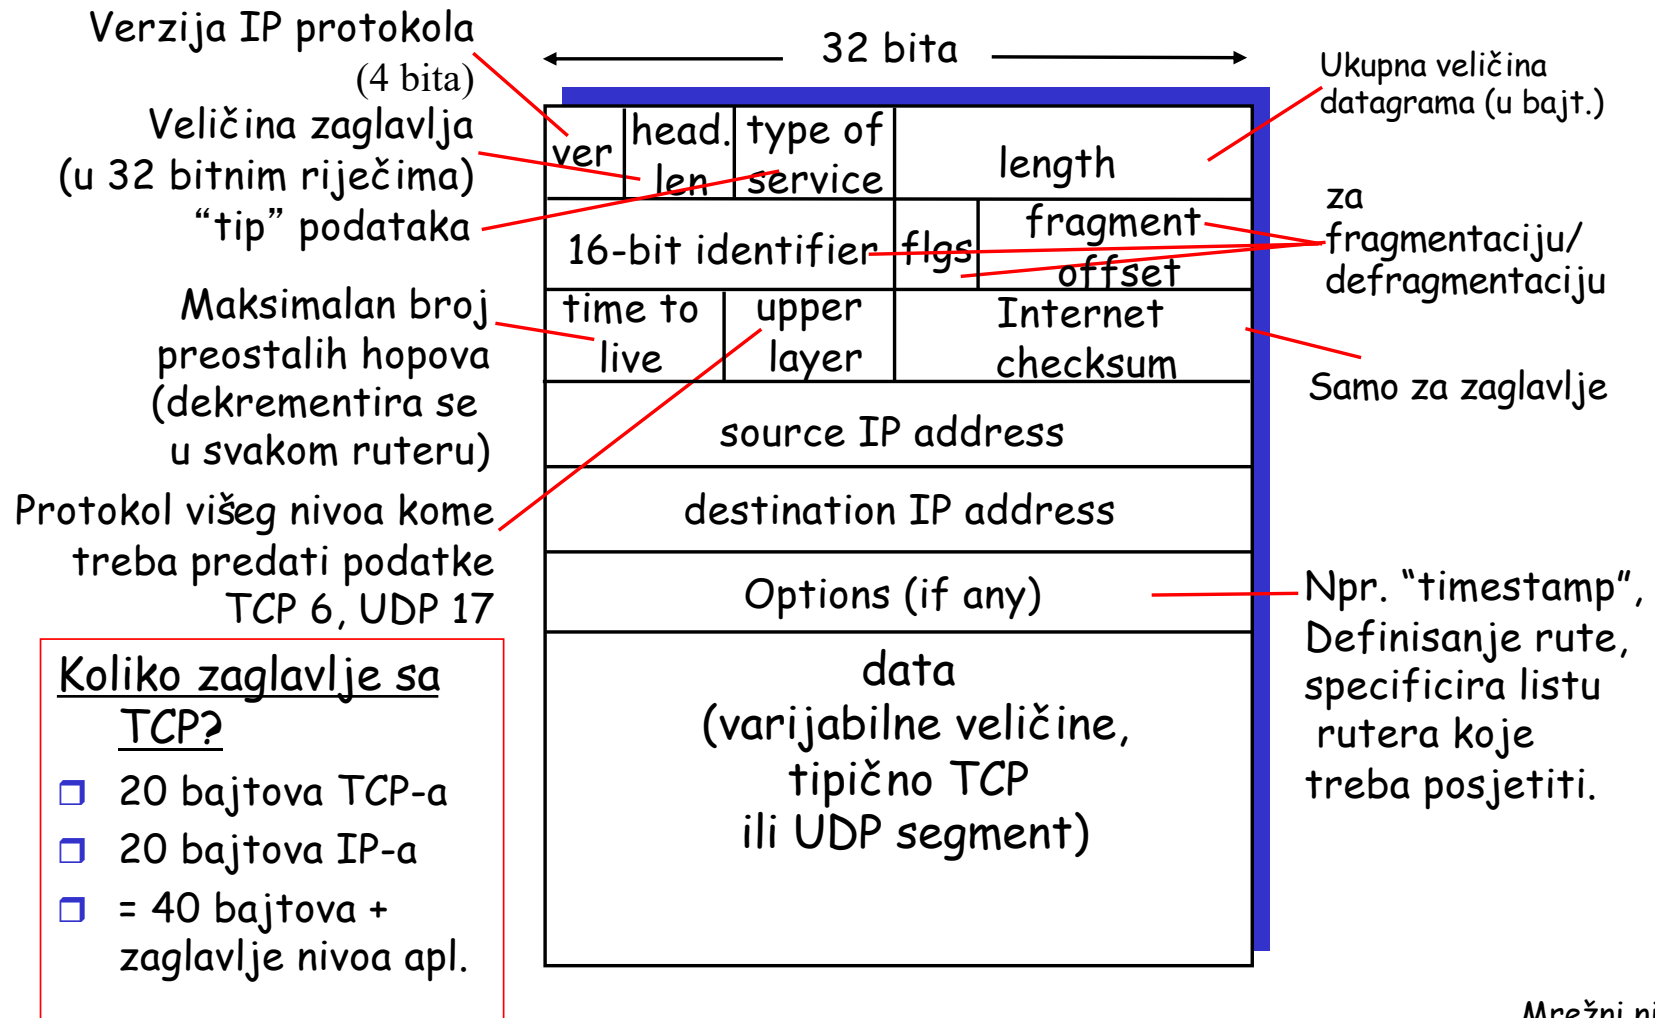 Verzija IP protokola
(4 bita)
Veličina zaglavlja
(u 32 bitnim riječima)
“tip” podataka
Maksimalan broj
preostalih hopova
(dekrementira se
u svakom ruteru)
Protokol višeg nivoa kome
treba predati podatke
TCP 6, UDP 17
Koliko zaglavlje sa
TCP?
20 bajtova TCP-a
20 bajtova IP-a
= 40 bajtova +
zaglavlje nivoa apl.
32 bita
ver
head.
len
type of
service
length
16-bit identifier
flgs
fragment
offset
time to
live
upper
layer
Internet
checksum
source IP address
destination IP address
Options (if any)
data
(varijabilne veličine,
tipično TCP
ili UDP segment)
Ukupna veličina
datagrama (u bajt.)
za
fragmentaciju/
defragmentaciju
Samo za zaglavlje
Npr. “timestamp”,
Definisanje rute,
specificira listu
rutera koje
treba posjetiti.
Mrežni